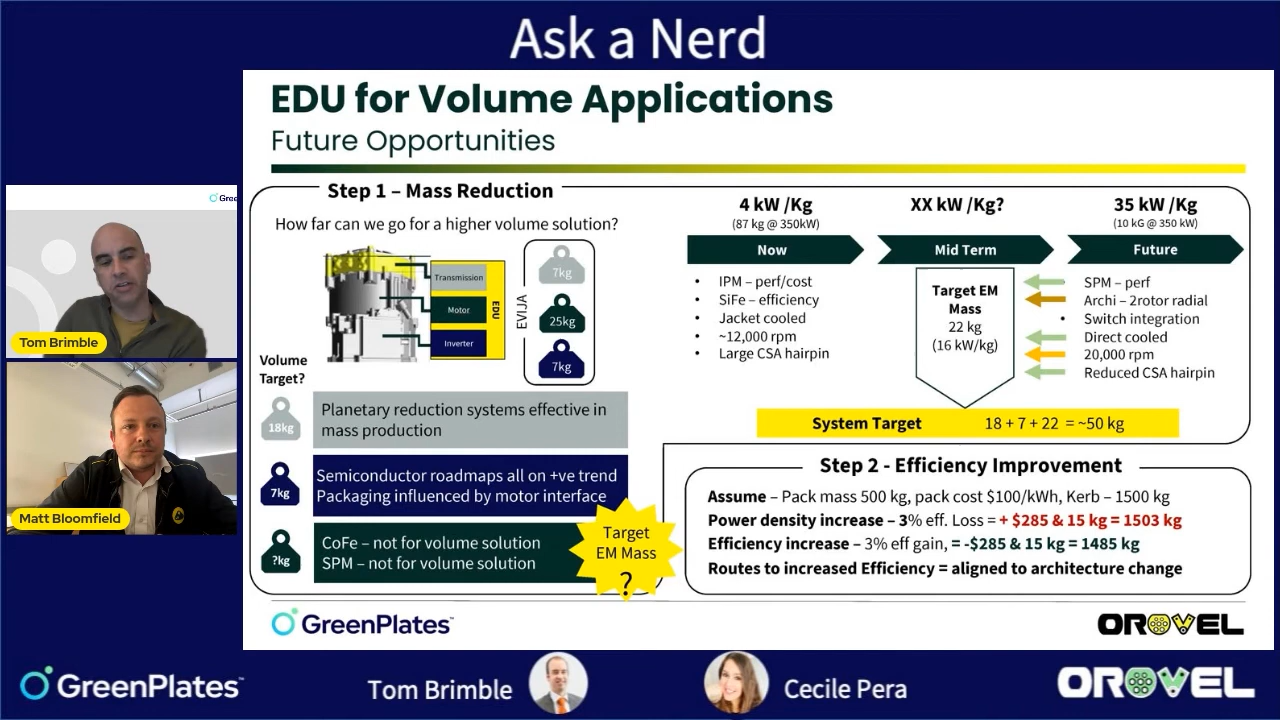 Ask a Nerd
EDU for Volume Applications
Future Opportunities
Step 1 – Mass Reduction
How far can we go for a higher volume solution?
Transmission
Motor
Inverter
EDU
EVIJA
7kg
25kg
7kg
Volume
Target?
18kg
Planetary reduction systems effective in
mass production
7kg
Semiconductor roadmaps all on +ve trend
Packaging influenced by motor interface
?kg
CoFe – not for volume solution
SPM – not for volume solution
Target
EM Mass
?
4 kW /Kg
(87 kg @ 350kW)
XX kW /Kg?
35 kW /Kg
(10 kG @ 350 kW)
Now
Mid Term
Future
• IPM – perf/cost
• SiFe – efficiency
• Jacket cooled
• ~12,000 rpm
• Large CSA hairpin
Target EM
Mass
22 kg
(16 kW/kg)
SPM – perf
Archi – 2rotor radial
• Switch integration
Direct cooled
20,000 rpm
Reduced CSA hairpin
System Target 18 + 7 + 22 = ~50 kg
Step 2 - Efficiency Improvement
Assume – Pack mass 500 kg, pack cost $100/kWh, Kerb – 1500 kg
Power density increase – 3% eff. Loss = + $285 & 15 kg = 1503 kg
Efficiency increase – 3% eff gain, = -$285 & 15 kg = 1485 kg
Routes to increased Efficiency = aligned to architecture change
GreenPlates™
OROVEL
Gree
Tom Brimble
Matt Bloomfield
GreenPlates™
Tom Brimble
Cecile Pera
OROVEL